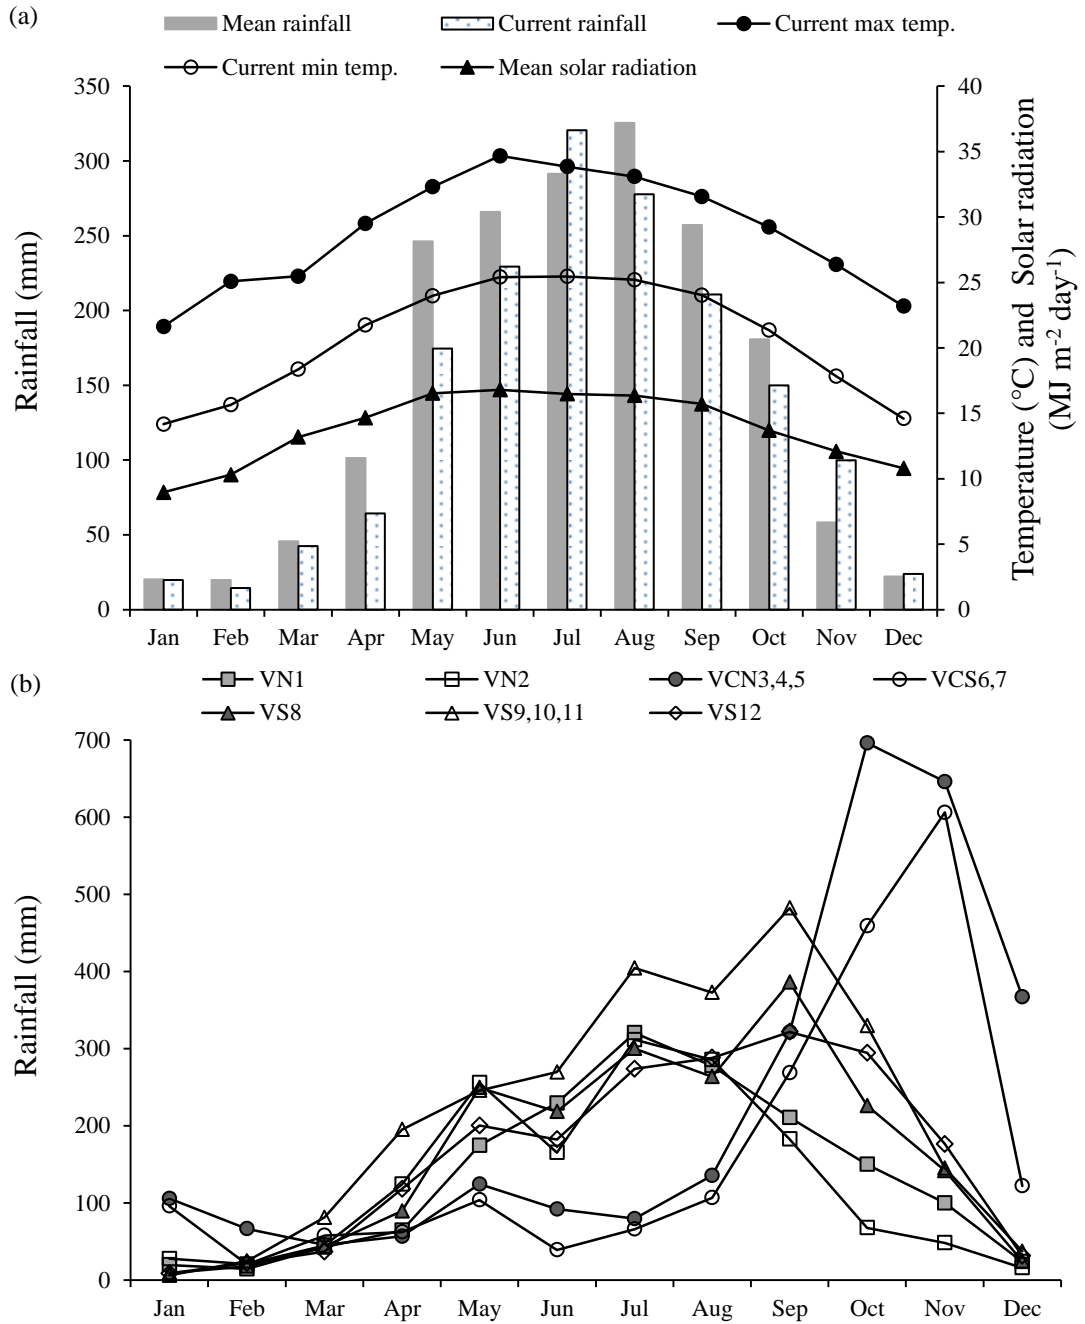 (a)
Mean rainfall Current rainfall Current max temp.
Current min temp. Mean solar radiation
350
300
250
200
150
100
50
0
Rainfall (mm)
40
35
30
25
20
15
10
5
0
Temperature (°C) and Solar radiation
(MJ m⁻² day⁻¹)
Jan Feb Mar Apr May Jun Jul Aug Sep Oct Nov Dec
(b)
VN1 VN2 VCN3,4,5 VCS6,7
VS8 VS9,10,11 VS12
700
600
500
400
300
200
100
0
Rainfall (mm)
Jan Feb Mar Apr May Jun Jul Aug Sep Oct Nov Dec